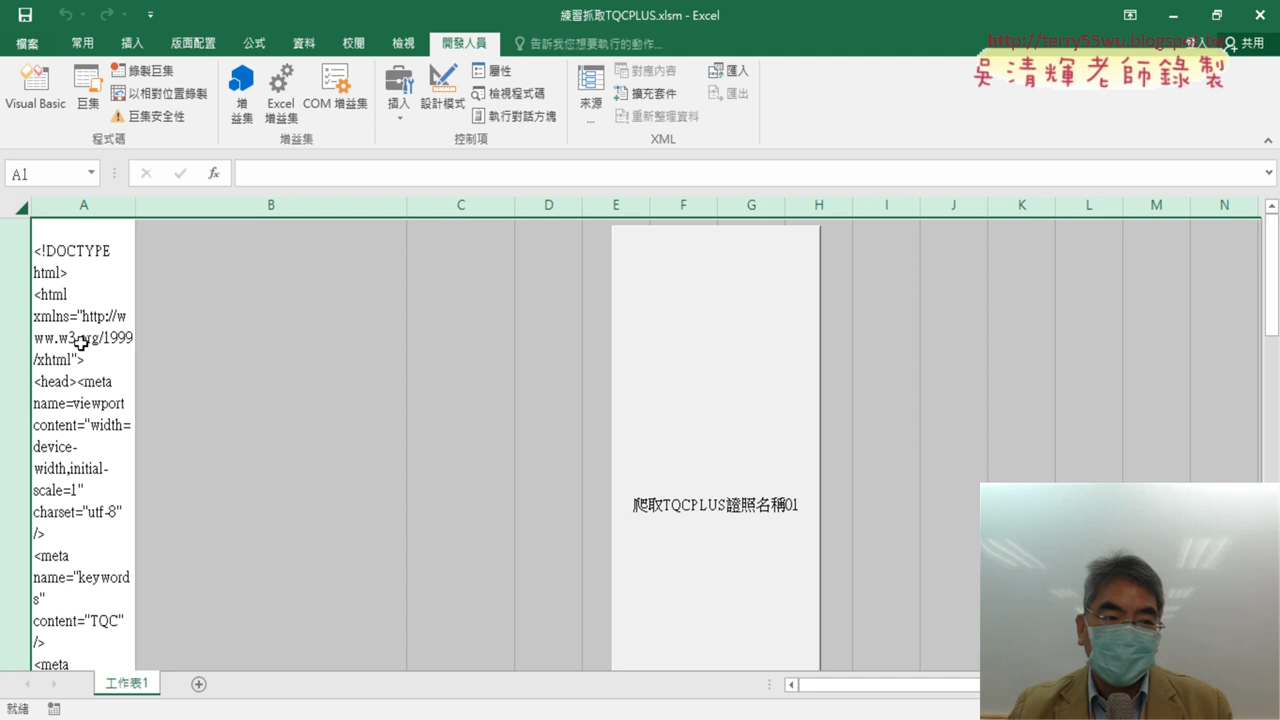 練習抓取TQCPLUS.xlsm - Excel
http://terry55wu.blogspot.tw
檔案 常用 插入 版面配置 公式 資料 校閱 檢視 開發人員 告訴我您想要執行的動作... 登入 共用
吳清輝老師錄製
Visual Basic 巨集 錄製巨集 以相對位置錄製 巨集安全性
增益集 Excel 增益集 COM 增益集
插入 設計模式 屬性 檢視程式碼 執行對話方塊
來源... 對應內容 擴充套件 重新整理資料 匯入 匯出
程式碼 增益集 控制項 XML
A1 fx
A B C D E F G H I J K L M N
<!DOCTYPE
html>
<html
xmlns="http://w
ww.w3.org/1999
/xhtml">
<head><meta
name=viewport
content="width=
device-
width,initial-
scale=1"
charset="utf-8"
/>
<meta
name="keyword
s"
content="TQC"
/>
<meta
爬取TQCPLUS證照名稱01
工作表1
就緒